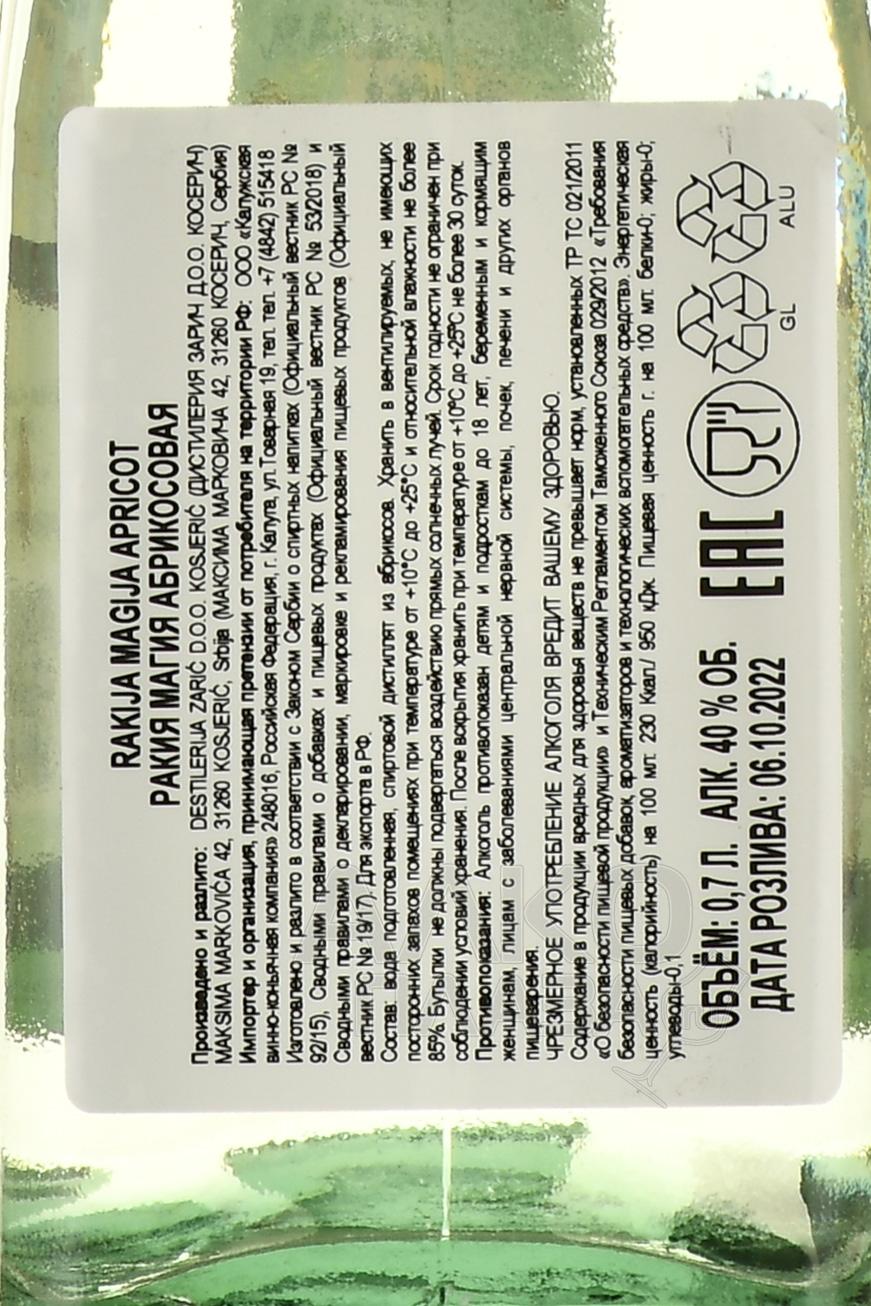 RAKIJA MAGIJA APRICOT
РАКИЯ МАГИЯ АБРИКОСОВАЯ
Произведено и разлито: DESTILERIJA ZARIĆ D.O.O. KOSJERIĆ (ДИСТИЛЕРИЯ ЗАРИЧ Д.О.О. КОСЕРИЧ)
MAKSIMA MARKOVIĆA 42, 31260 KOSJERIĆ, Srbija (МАКСИМА МАРКОВИЧА 42, 31260 КОСЕРИЧ, Сербия)
Импортер и организация, принимающая претензии от потребителя на территории РФ: ООО «Калужская
винно-коньячная компания» 248016, Российская Федерация, г. Калуга, ул. Товарная 19, тел. тел. +7 (4842) 515418
Изготовлено и разлито в соответствии с Законом Сербии о спиртных напитках (Официальный вестник РС №
92/15), Сводными правилами о добавках и пищевых продуктах (Официальный вестник РС № 53/2018) и
Сводными правилами о декларировании, маркировке и рекламирования пищевых продуктов (Официальный
вестник РС № 19/17). Для экспорта в РФ.
Состав: вода подготовленная, спиртовой дистиллят из абрикосов. Хранить в вентилируемых, не имеющих
посторонних запахов помещениях при температуре от +10°С до +25°С и относительной влажности не более
85%. Бутылки не должны подвергаться воздействию прямых солнечных лучей. Срок годности не ограничен при
соблюдении условий хранения. После вскрытия хранить при температуре от +10°С до +25°С не более 30 суток.
Противопоказания: Алкоголь противопоказан детям и подросткам до 18 лет, беременным и кормящим
женщинам, лицам с заболеваниями центральной нервной системы, почек, печени и других органов
пищеварения.
ЧРЕЗМЕРНОЕ УПОТРЕБЛЕНИЕ АЛКОГОЛЯ ВРЕДИТ ВАШЕМУ ЗДОРОВЬЮ.
Содержание в продукции вредных для здоровья веществ не превышает норм, установленных ТР ТС 021/2011
«О безопасности пищевой продукции» и Техническим Регламентом Таможенного Союза 029/2012 «Требования
безопасности пищевых добавок, ароматизаторов и технологических вспомогательных средств». Энергетическая
ценность (калорийность) на 100 мл: 230 Ккал./ 950 кДж. Пищевая ценность г. на 100 мл: белки-0; жиры-0;
углеводы-0,1
ОБЪЁМ: 0,7 Л. АЛК. 40 % ОБ.
ДАТА РОЗЛИВА: 06.10.2022
EAC
GL
ALU